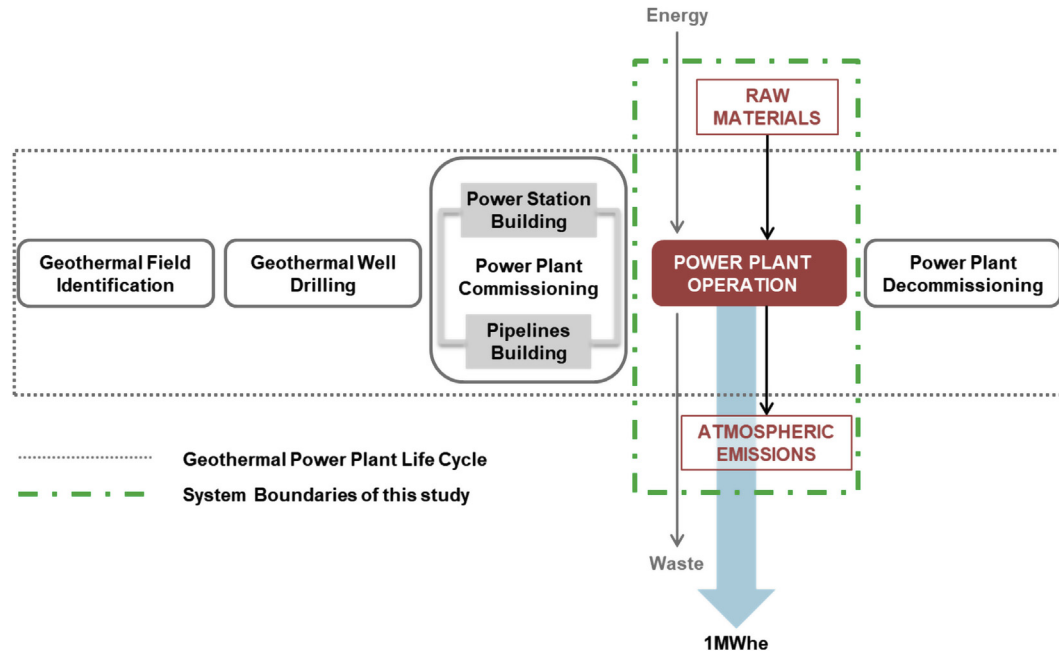 Energy
RAW
MATERIALS
Geothermal Field
Identification
Geothermal Well
Drilling
Power Station
Building
Power Plant
Commissioning
Pipelines
Building
POWER PLANT
OPERATION
Power Plant
Decommissioning
ATMOSPHERIC
EMISSIONS
Geothermal Power Plant Life Cycle
System Boundaries of this study
Waste
1MWhe